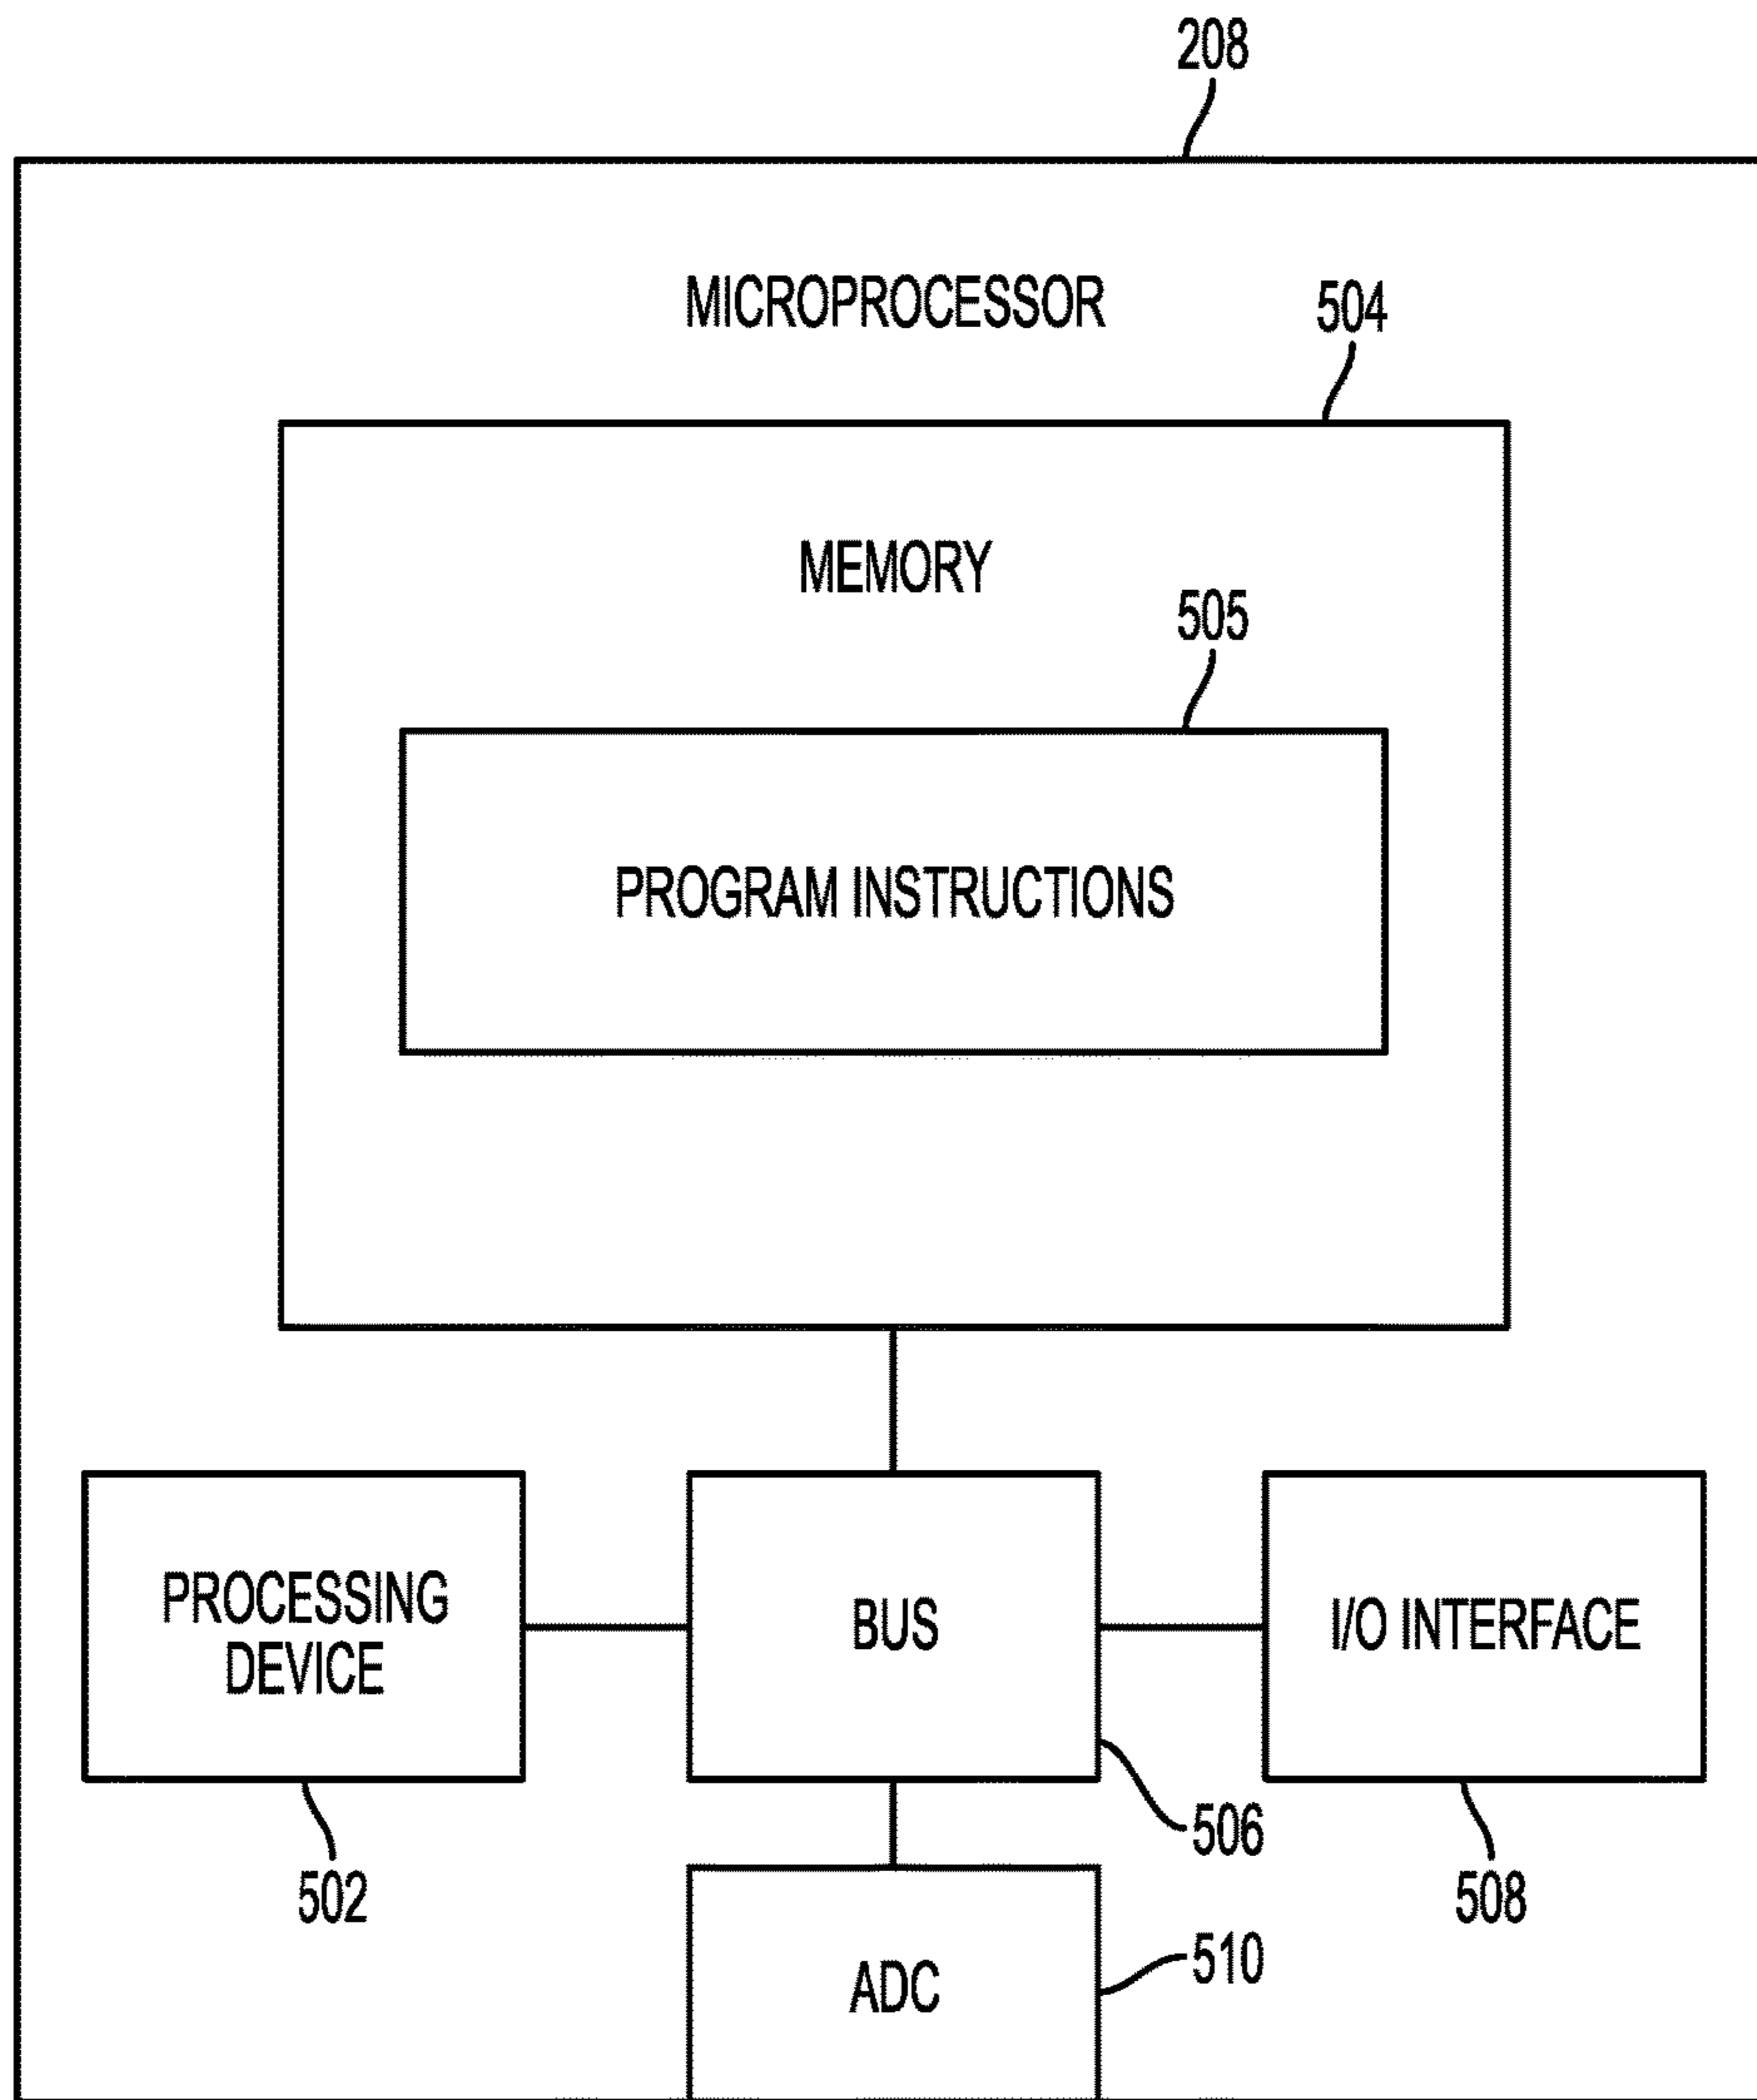 208
MICROPROCESSOR
504
MEMORY
505
PROGRAM INSTRUCTIONS
PROCESSING
DEVICE
BUS
I/O INTERFACE
506
502
508
510
ADC